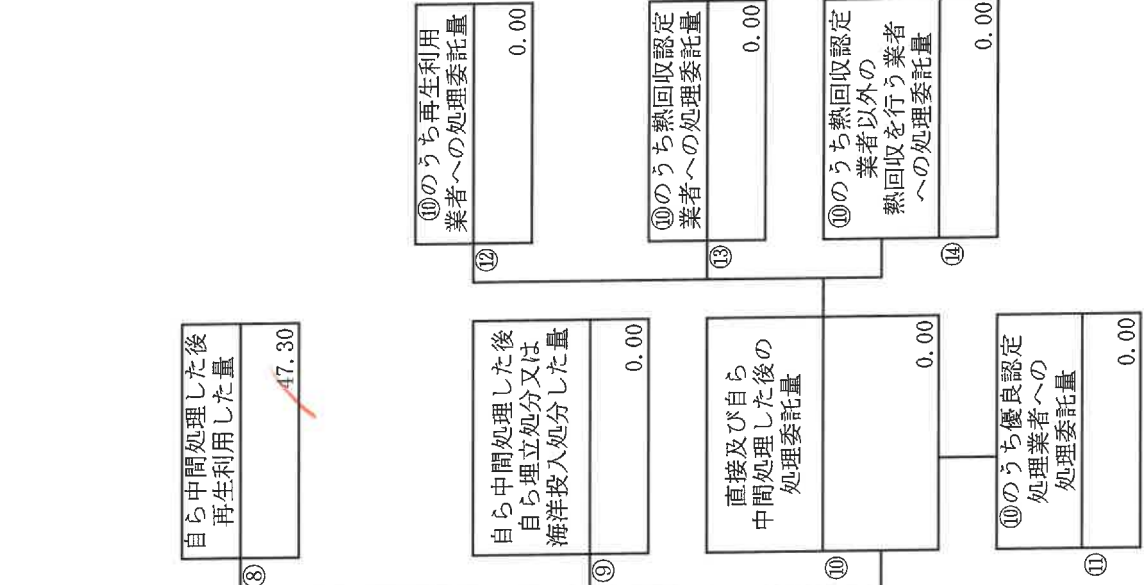 ⑧
自ら中間処理した後
再生利用した量
47.30
⑨
自ら中間処理した後
自ら埋立処分又は
海洋投入処分した量
0.00
⑩
直接及び自ら
中間処理した後の
処理委託量
0.00
⑪
⑩のうち優良認定
処理業者への
処理委託量
0.00
⑫
⑩のうち再生利用
業者への処理委託量
0.00
⑬
⑩のうち熱回収認定
業者への処理委託量
0.00
⑭
⑩のうち熱回収認定
業者以外の
熱回収を行う業者
への処理委託量
0.00